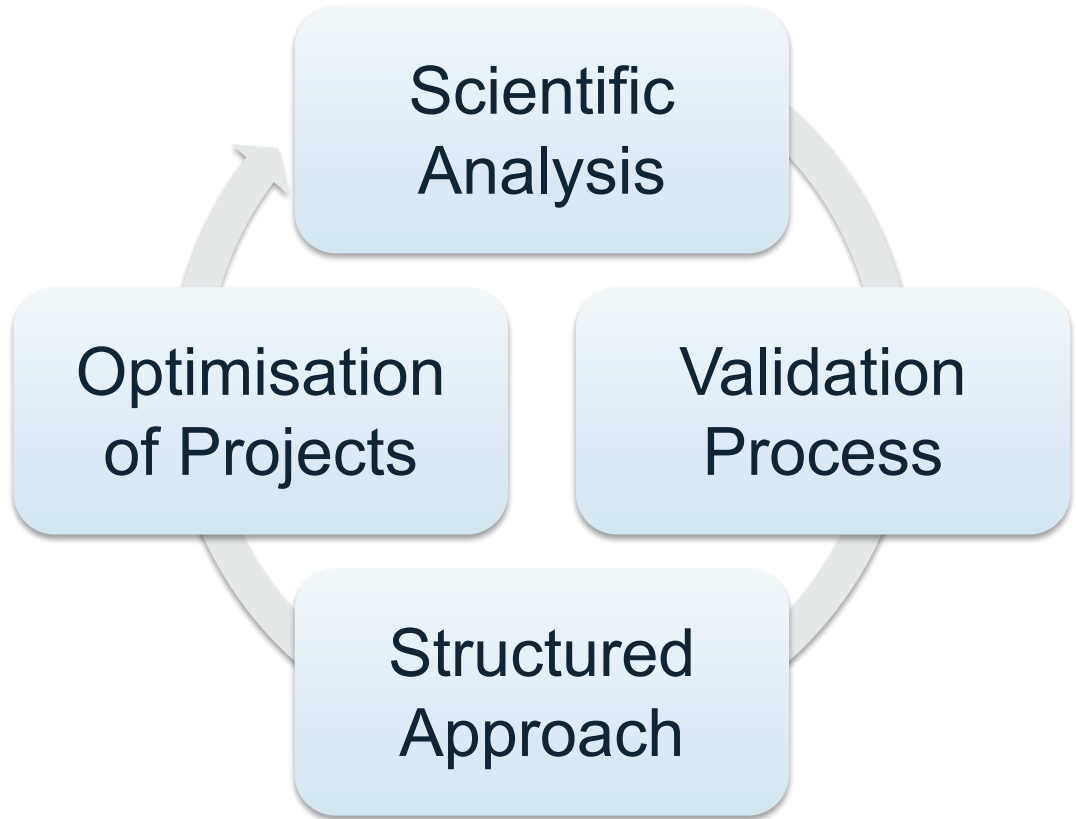 Scientific
Analysis
Optimisation
of Projects
Validation
Process
Structured
Approach